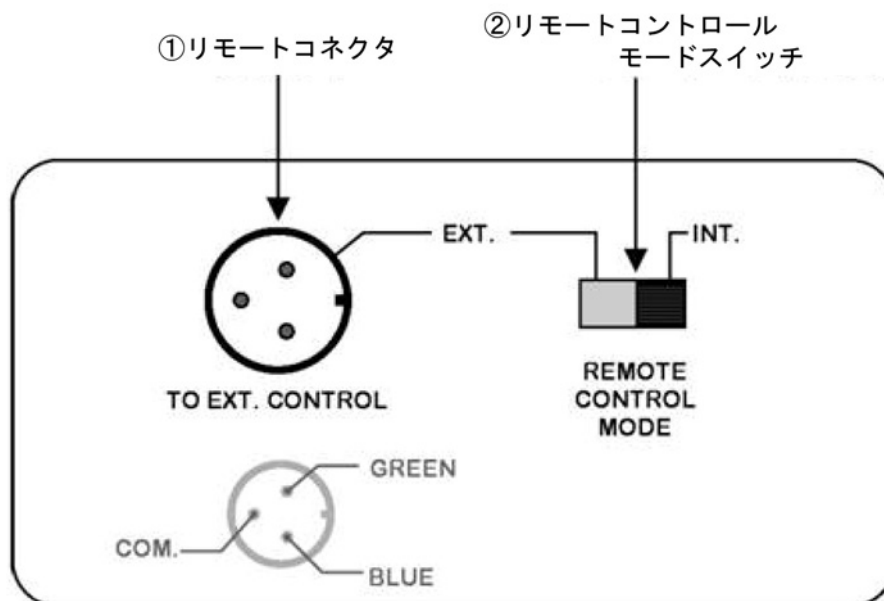 ①リモートコネクタ
②リモートコントロール
モードスイッチ
EXT.
INT.
TO EXT. CONTROL
REMOTE
CONTROL
MODE
GREEN
COM.
BLUE